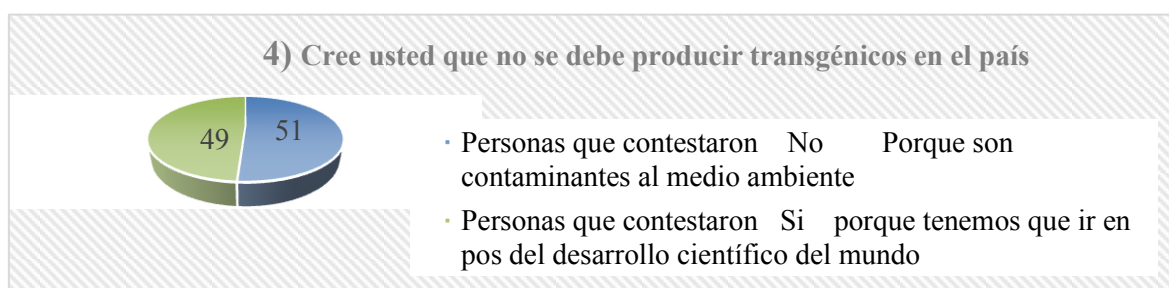 4) Cree usted que no se debe producir transgénicos en el país
49
51
Personas que contestaron No Porque son
contaminantes al medio ambiente
Personas que contestaron Si porque tenemos que ir en
pos del desarrollo científico del mundo